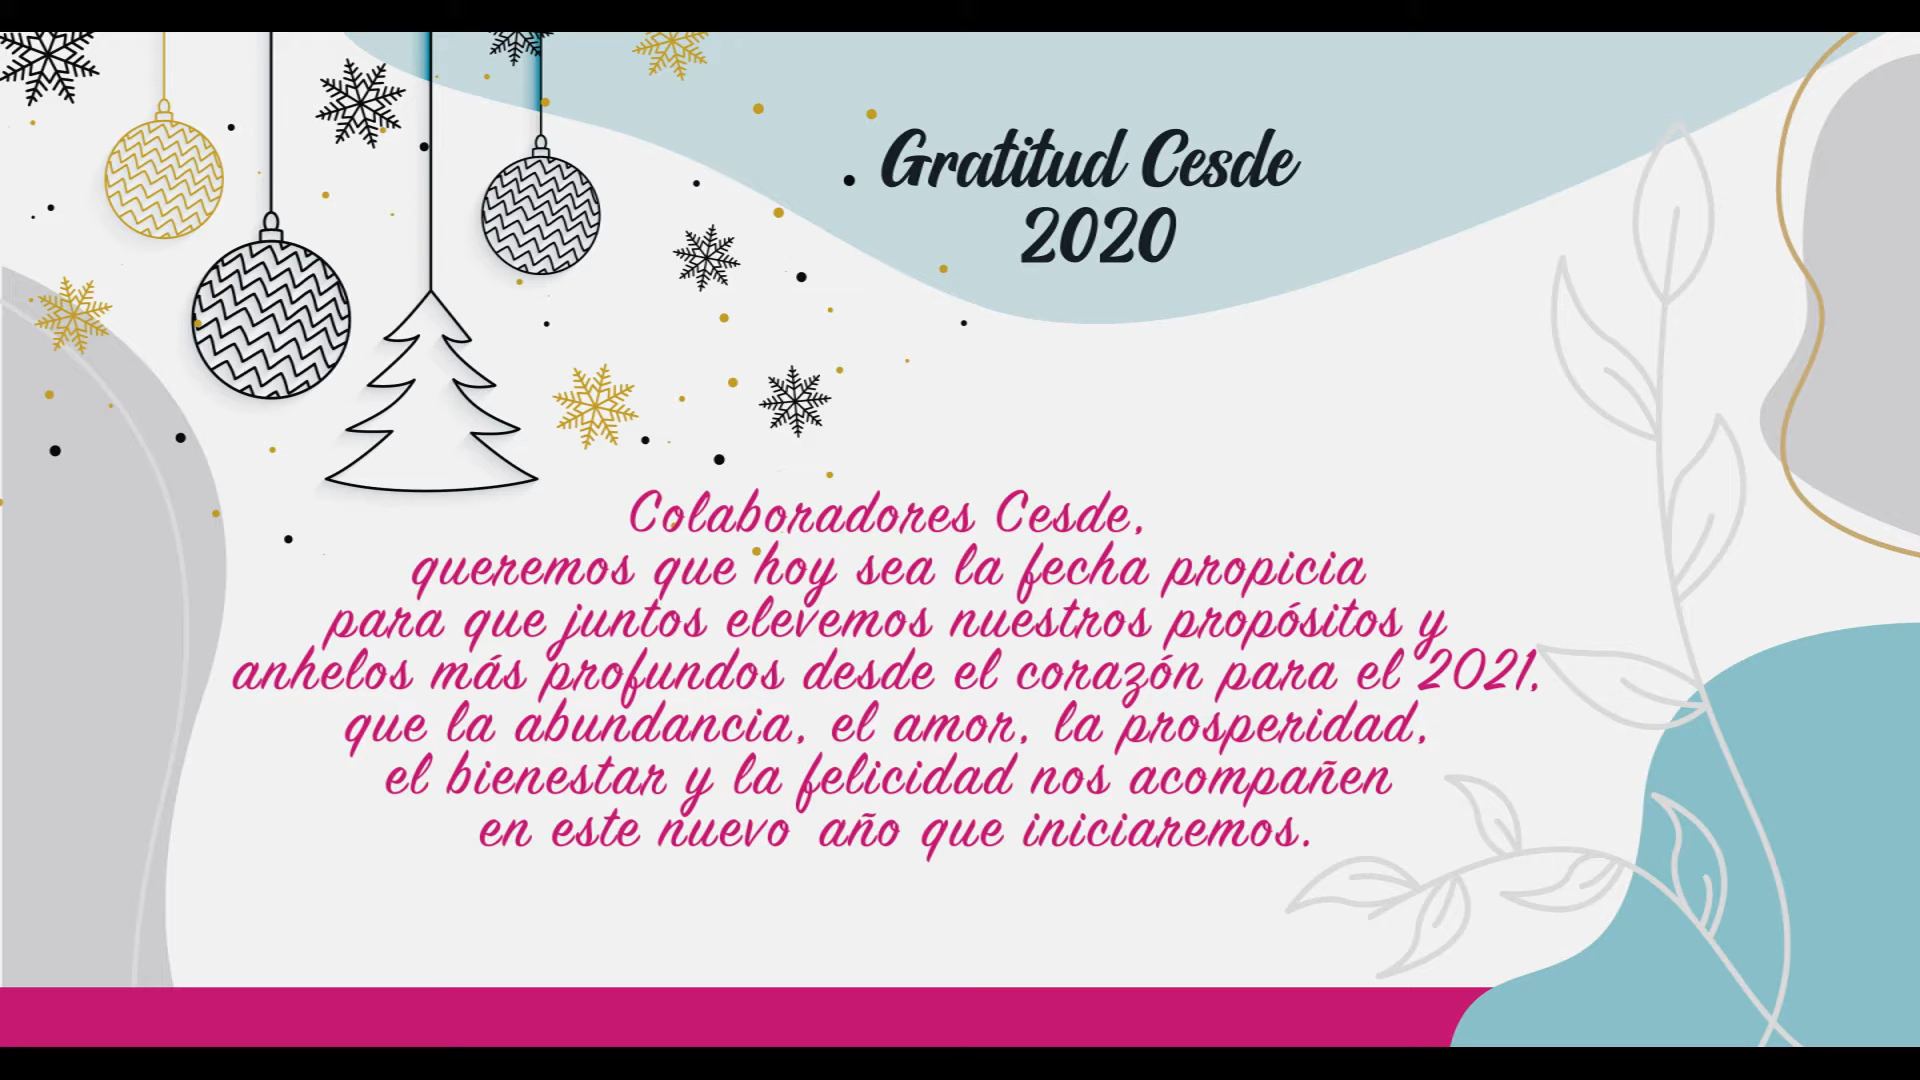 Gratitud Cesde
2020
Colaboradores Cesde,
queremos que hoy sea la fecha propicia
para que juntos elevemos nuestros propósitos y
anhelos más profundos desde el corazón para el 2021,
que la abundancia, el amor, la prosperidad,
el bienestar y la felicidad nos acompañen
en este nuevo año que iniciaremos.